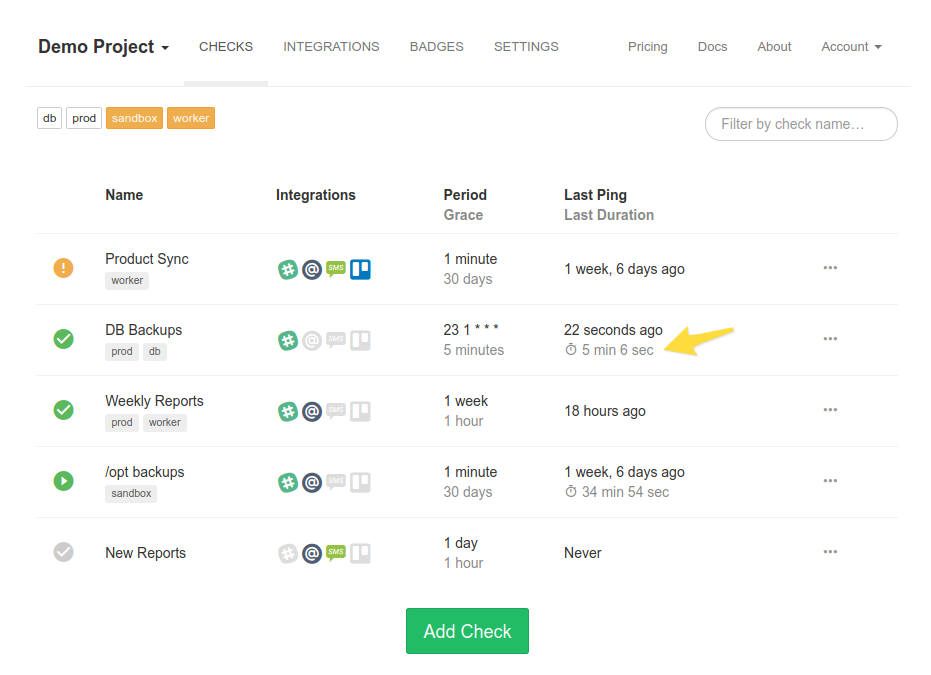 Demo Project CHECKS INTEGRATIONS BADGES SETTINGS Pricing Docs About Account
db prod sandbox worker
Filter by check name…
Name Integrations Period Last Ping
Grace Last Duration
Product Sync
worker
@ SMS
1 minute
30 days
1 week, 6 days ago
DB Backups
prod db
@ SMS
23 1 * * *
5 minutes
22 seconds ago
5 min 6 sec
Weekly Reports
prod worker
@ SMS
1 week
1 hour
18 hours ago
/opt backups
sandbox
@ SMS
1 minute
30 days
1 week, 6 days ago
34 min 54 sec
New Reports
@ SMS
1 day
1 hour
Never
Add Check